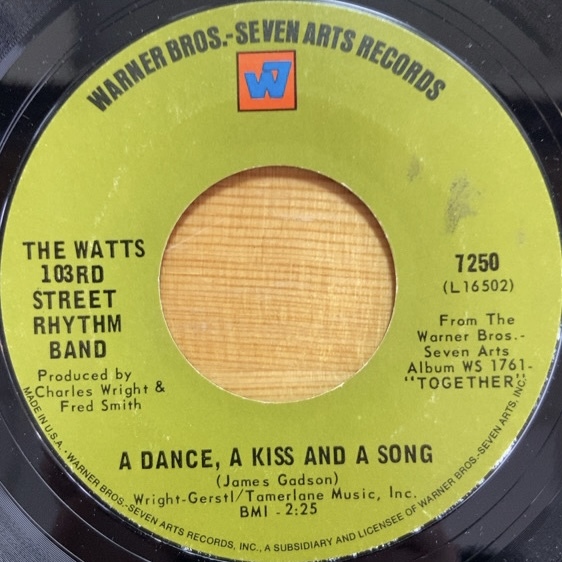 WARNER BROS.-SEVEN ARTS RECORDS
W7
THE WATTS
103RD
STREET
RHYTHM
BAND
Produced by
Charles Wright &
Fred Smith
7250
(L16502)
From The
Warner Bros.-
Seven Arts
Album WS 1761-
"TOGETHER"
A DANCE, A KISS AND A SONG
(James Gadson)
Wright-Gerstl/Tamerlane Music, Inc.
BMI - 2:25
MADE IN U.S.A. - WARNER BROS.-SEVEN ARTS RECORDS, INC., A SUBSIDIARY AND LICENSEE OF WARNER BROS.-SEVEN ARTS, INC.